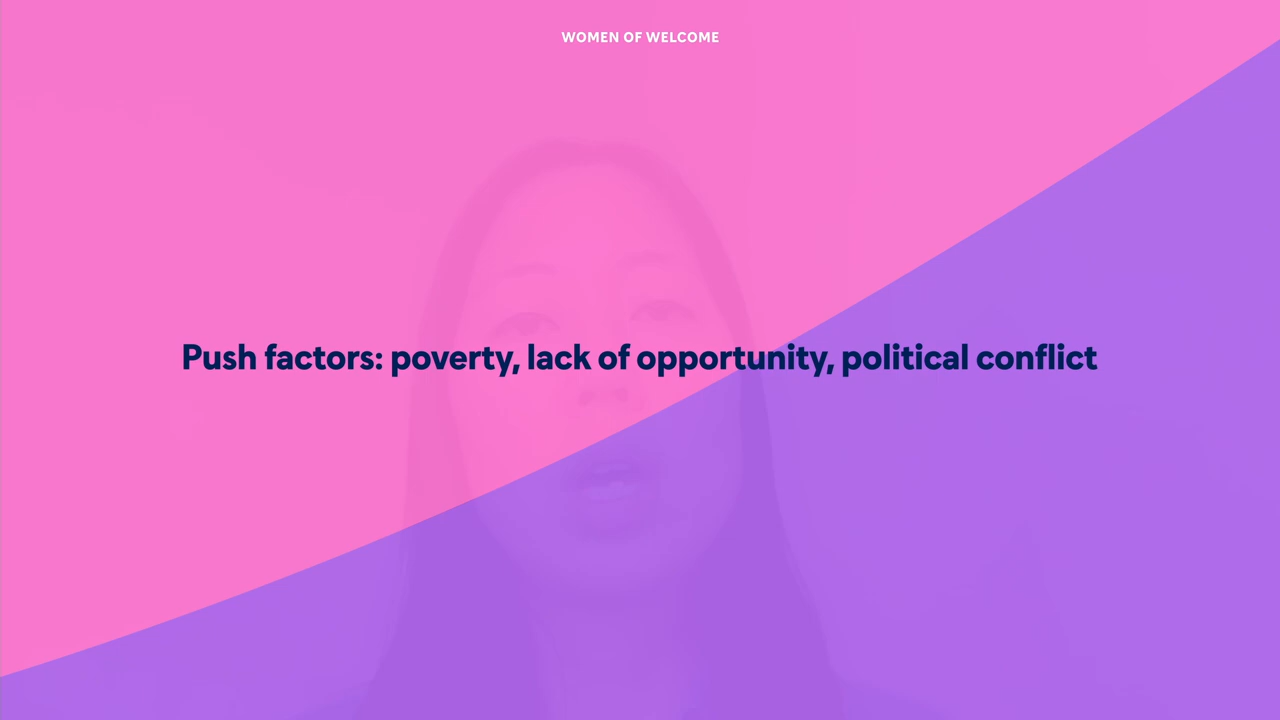 WOMEN OF WELCOME
Push factors: poverty, lack of opportunity, political conflict